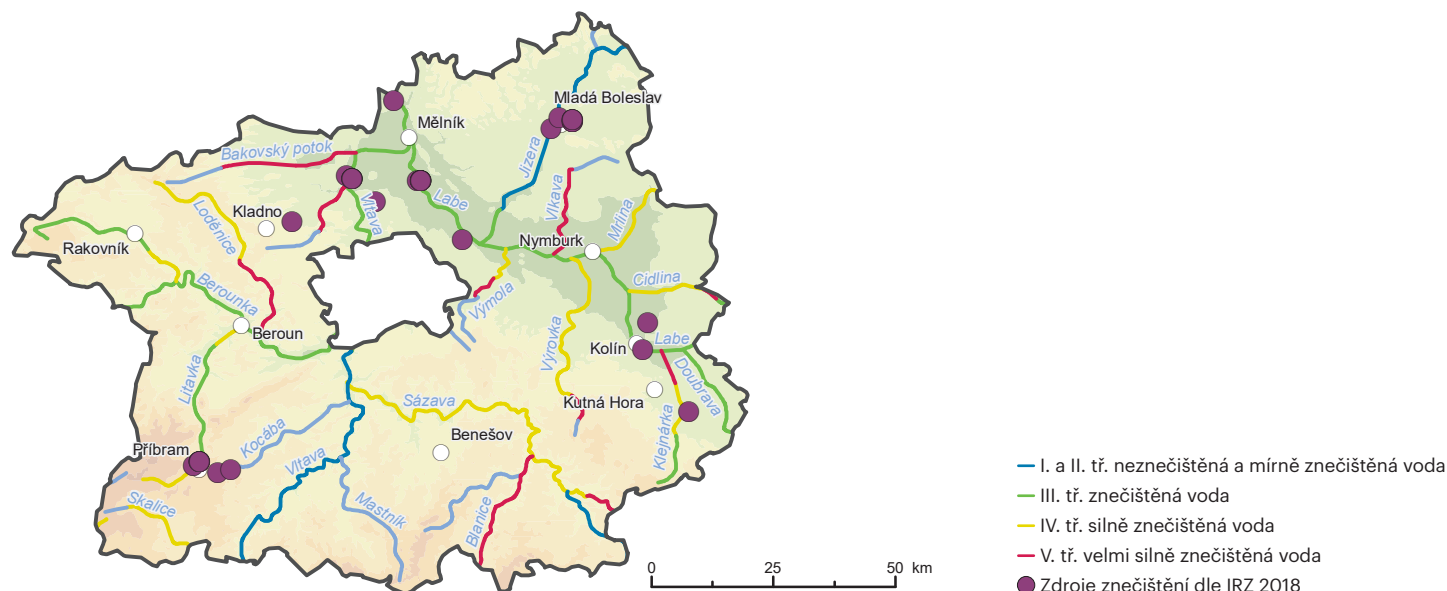 Mladá Boleslav
Mělník
Bakovský potok
Jizera
Vlkava
Labe
Vltava
Mrlina
Kladno
Loděnice
Rakovník
Nymburk
Cidlina
Berounka
Výmola
Beroun
Výrovka
Kolín
Labe
Doubrava
Litavka
Sázava
Kutná Hora
Klejnárka
Benešov
Kocába
Příbram
Vltava
Mastník
Skalice
Blanice
0 25 50 km
I. a II. tř. neznečištěná a mírně znečištěná voda
III. tř. znečištěná voda
IV. tř. silně znečištěná voda
V. tř. velmi silně znečištěná voda
Zdroje znečištění dle IRZ 2018